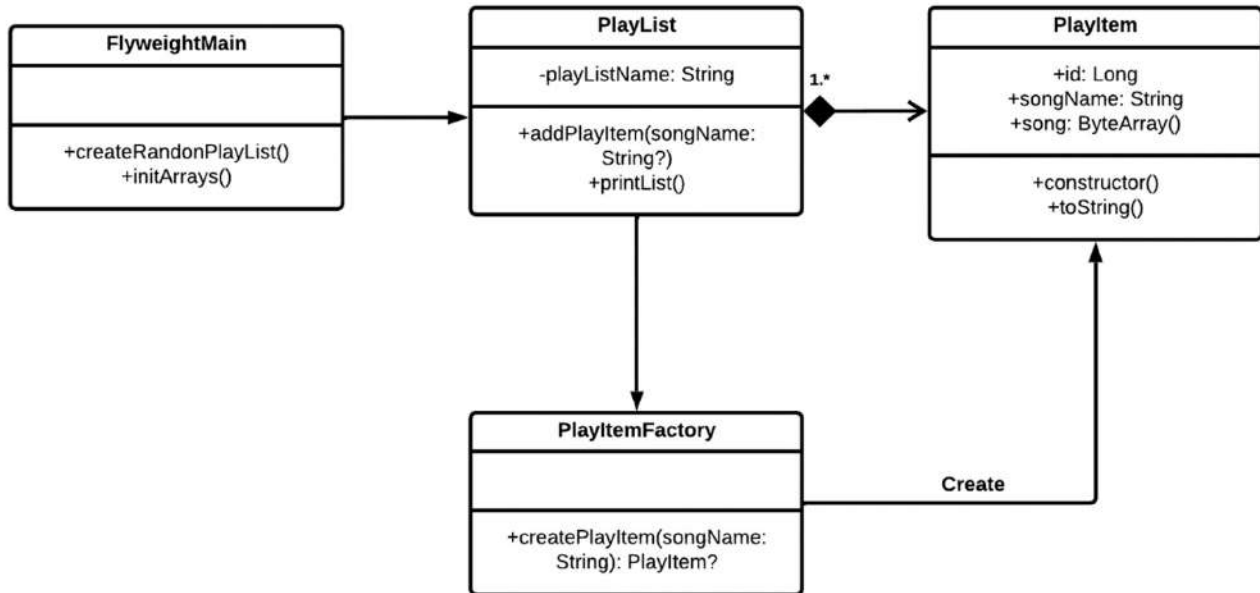 FlyweightMain
+createRandonPlayList()
+initArrays()
PlayList
-playListName: String
+addPlayItem(songName:
String?)
+printList()
1.*
PlayItem
+id: Long
+songName: String
+song: ByteArray()
+constructor()
+toString()
PlayItemFactory
+createPlayItem(songName:
String): PlayItem?
Create